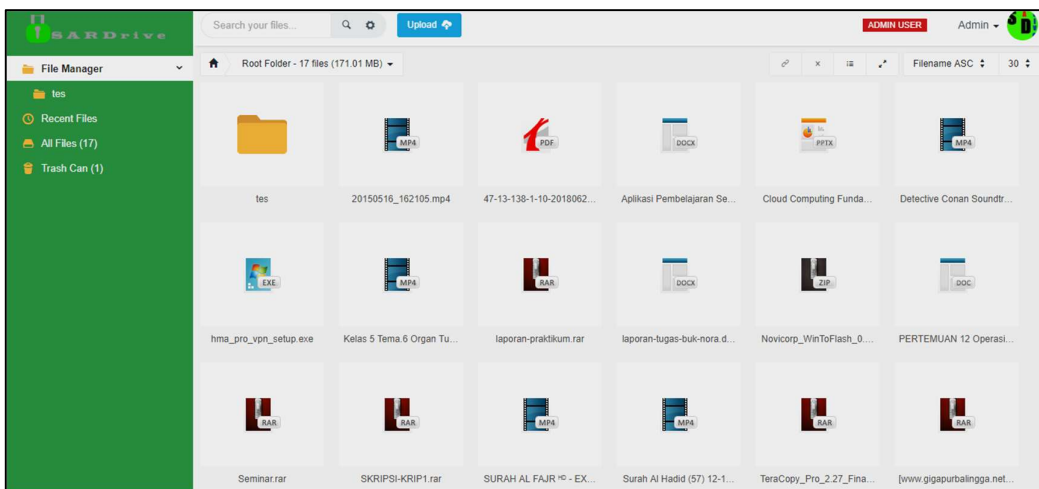 SARDrive
Search your files...
Upload
ADMIN USER
Admin
File Manager
tes
Recent Files
All Files (17)
Trash Can (1)
Root Folder - 17 files (171.01 MB)
Filename ASC
30
MP4
PDF
DOCX
PPTX
MP4
tes
20150516_162105.mp4
47-13-138-1-10-2018062...
Aplikasi Pembelajaran Se...
Cloud Computing Funda...
Detective Conan Soundtr...
EXE
MP4
RAR
DOCX
ZIP
DOC
hma_pro_vpn_setup.exe
Kelas 5 Tema.6 Organ Tu...
laporan-praktikum.rar
laporan-tugas-buk-nora.d...
Novicorp_WinToFlash_0....
PERTEMUAN 12 Operasi...
RAR
RAR
MP4
MP4
RAR
RAR
Seminar.rar
SKRIPSI-KRIP1.rar
SURAH AL FAJR ᴴᴰ - EX...
Surah Al Hadid (57) 12-1...
TeraCopy_Pro_2.27_Fina...
[www.gigapurbalingga.net...